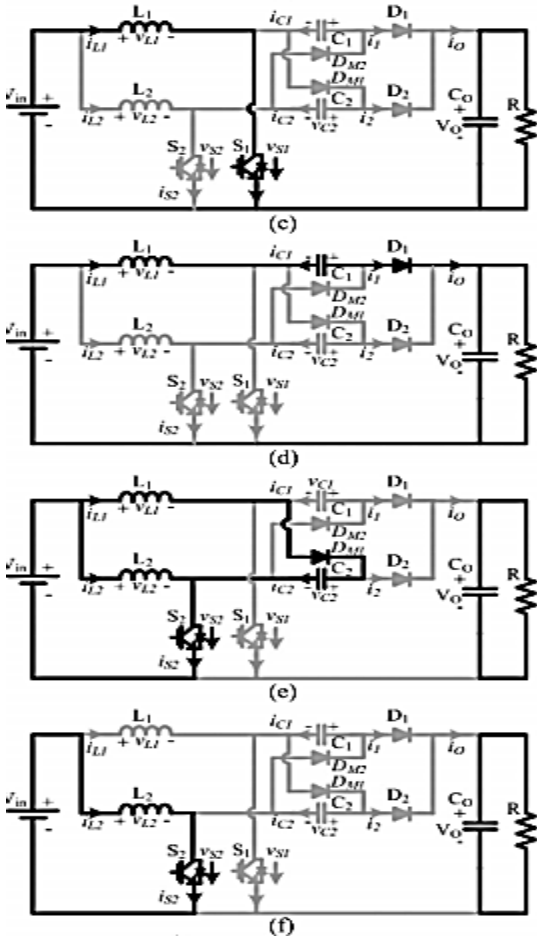 iL1 L1 + vL1 - iC1 - + C1 i1 D1 iO
DM2
Vin + - L2 DM1 CO + R
iL2 + vL2 - iC2 - C2 + vC2 i2 D2 VO -
S2 vS2 S1 vS1
iS2
(c)
iL1 L1 + vL1 - iC1 - + C1 i1 D1 iO
DM2
Vin + - L2 DM1 CO + R
iL2 + vL2 - iC2 - C2 + vC2 i2 D2 VO -
S2 vS2 S1 vS1
iS2
(d)
iL1 L1 + vL1 - iC1 vC1 - + C1 i1 D1 iO
DM2
Vin + - L2 DM1 CO + R
iL2 + vL2 - iC2 - C2 + vC2 i2 D2 VO -
S2 vS2 S1 vS1
iS2
(e)
iL1 L1 + vL1 - iC1 - + C1 i1 D1 iO
DM2
Vin + - L2 DM1 CO + R
iL2 + vL2 - iC2 - C2 + vC2 i2 D2 VO -
S2 vS2 S1 vS1
iS2
(f)